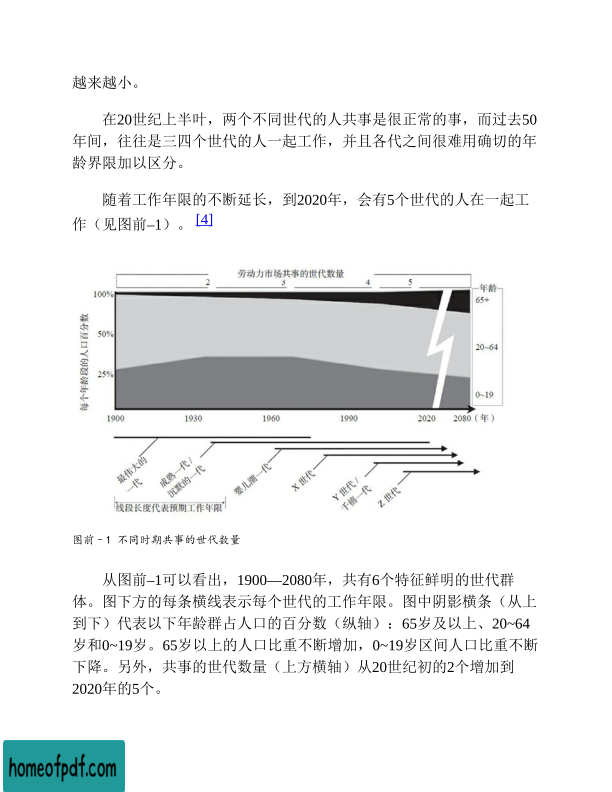 越来越小。
在20世纪上半叶，两个不同世代的人共事是很正常的事，而过去50
年间，往往是三四个世代的人一起工作，并且各代之间很难用确切的年
龄界限加以区分。
随着工作年限的不断延长，到2020年，会有5个世代的人在一起工
作（见图前–1）。 [4]
劳动力市场共事的世代数量
2 3 4 5
年龄
100%
65+
50%
20~64
25%
0~19
每个年龄段的人口百分数
1900 1930 1960 1990 2020 2080（年）
最伟大的
一代
成熟一代/
沉默的一代
婴儿潮一代
X 世代
Y 世代/
千禧一代
Z 世代
线段长度代表预期工作年限
图前–1 不同时期共事的世代数量
从图前–1可以看出，1900—2080年，共有6个特征鲜明的世代群
体。图下方的每条横线表示每个世代的工作年限。图中阴影横条（从上
到下）代表以下年龄群占人口的百分数（纵轴）：65岁及以上、20~64
岁和0~19岁。65岁以上的人口比重不断增加，0~19岁区间人口比重不断
下降。另外，共事的世代数量（上方横轴）从20世纪初的2个增加到
2020年的5个。
homeofpdf.com